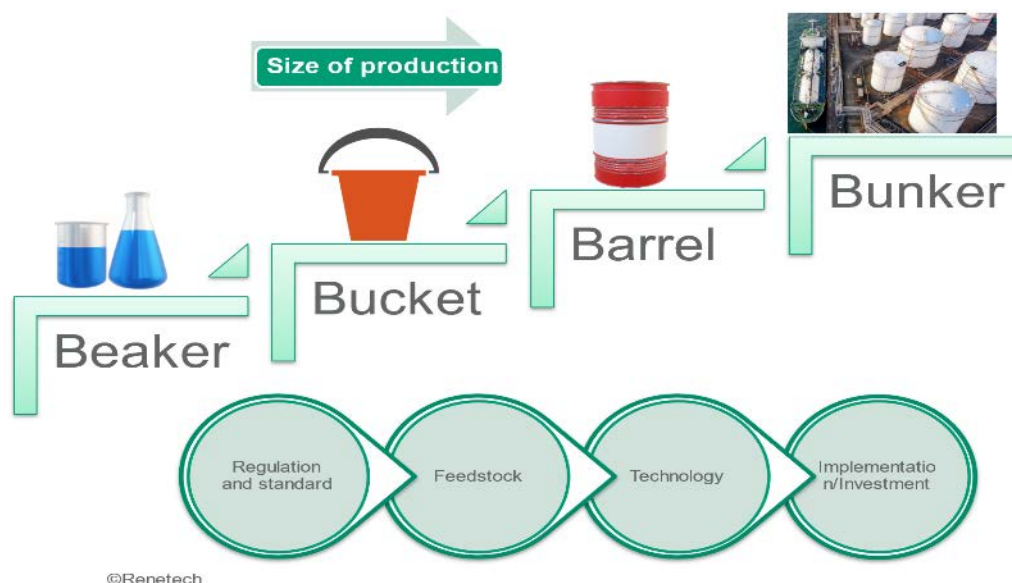 Size of production
Bunker
Barrel
Bucket
Beaker
Regulation
and standard
Feedstock
Technology
Implementatio
n/Investment
©Renetech